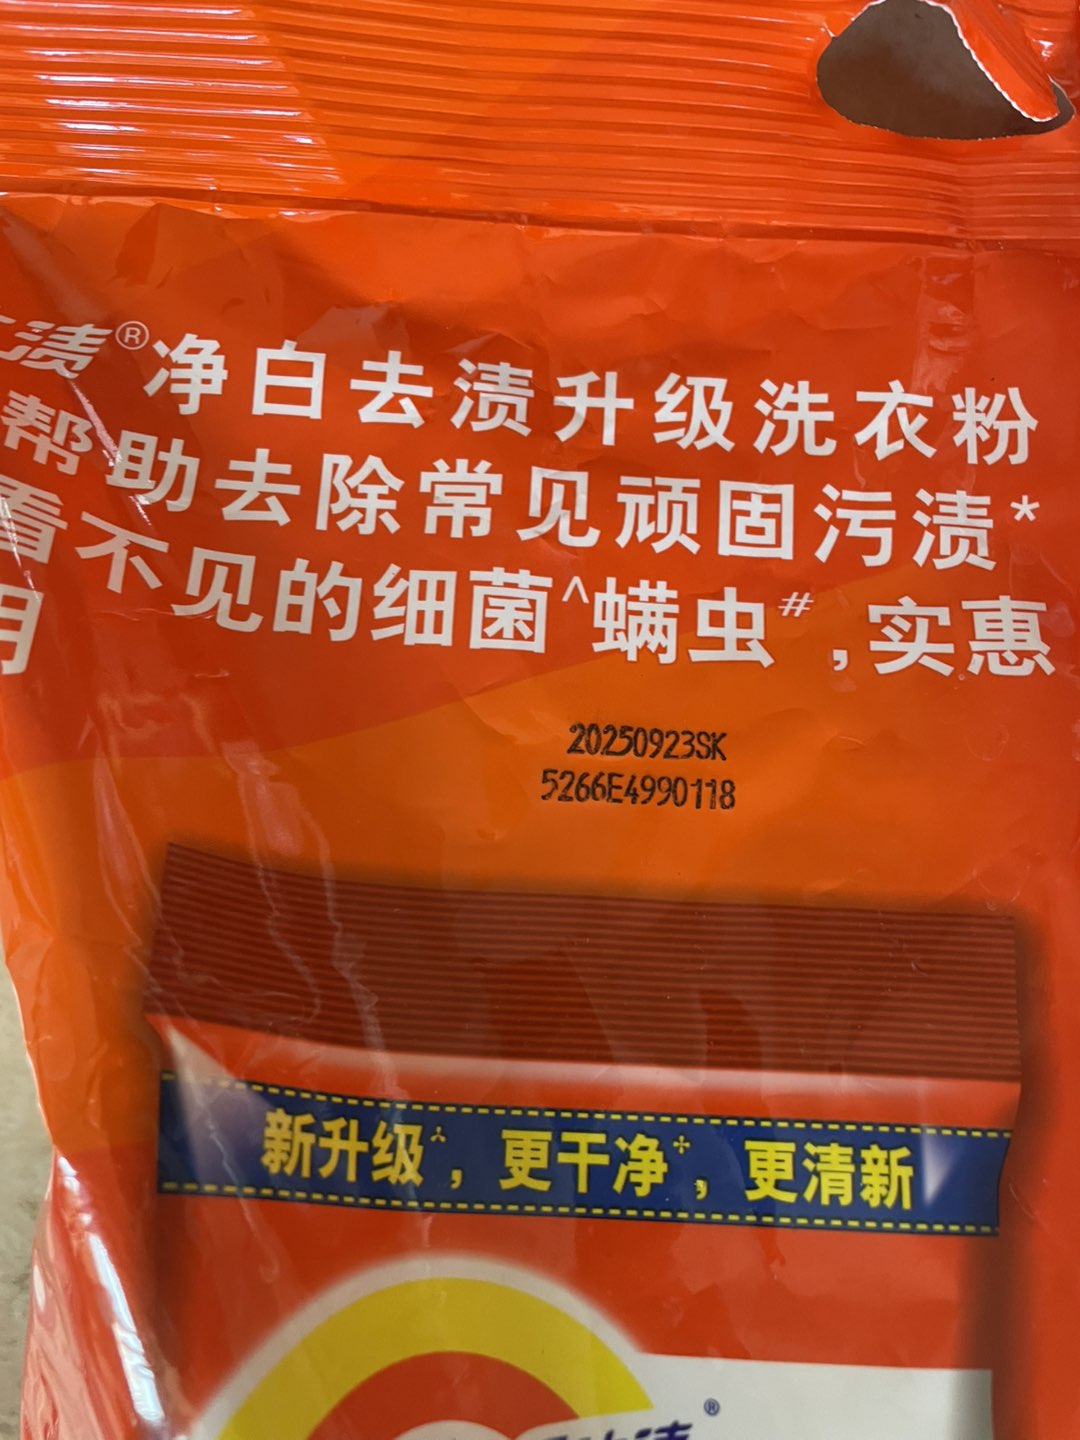 渍®净白去渍升级洗衣粉
帮助去除常见顽固污渍*
看不见的细菌^螨虫#,实惠
用
20250923SK
5266E4990118
新升级,更干净,更清新
渍®